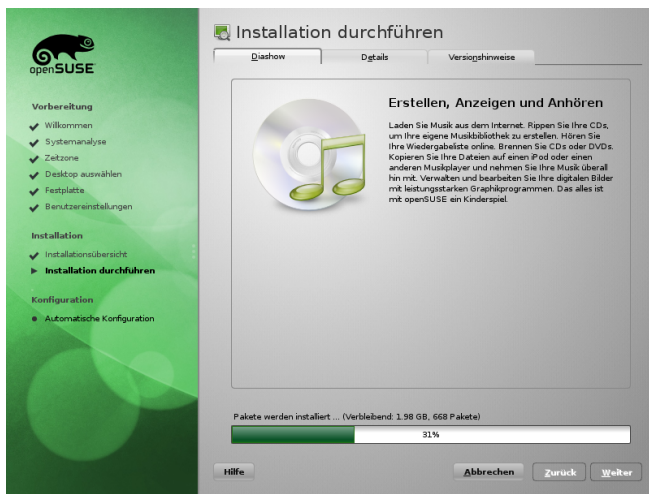 openSUSE
Vorbereitung
Willkommen
Systemanalyse
Zeitzone
Desktop auswählen
Festplatte
Benutzereinstellungen
Installation
Installationsübersicht
Installation durchführen
Konfiguration
Automatische Konfiguration
Installation durchführen
Diashow
Details
Versionshinweise
Erstellen, Anzeigen und Anhören
Laden Sie Musik aus dem Internet. Rippen Sie Ihre CDs,
um Ihre eigene Musikbibliothek zu erstellen. Hören Sie
Ihre Wiedergabeliste online. Brennen Sie CDs oder DVDs.
Kopieren Sie Ihre Dateien auf einen iPod oder einen
anderen Musikplayer und nehmen Sie Ihre Musik überall
hin mit. Verwalten und bearbeiten Sie Ihre digitalen Bilder
mit leistungsstarken Graphikprogrammen. Das alles ist
mit openSUSE ein Kinderspiel.
Pakete werden installiert ... (Verbleibend: 1.98 GB, 668 Pakete)
31%
Hilfe
Abbrechen
Zurück
Weiter